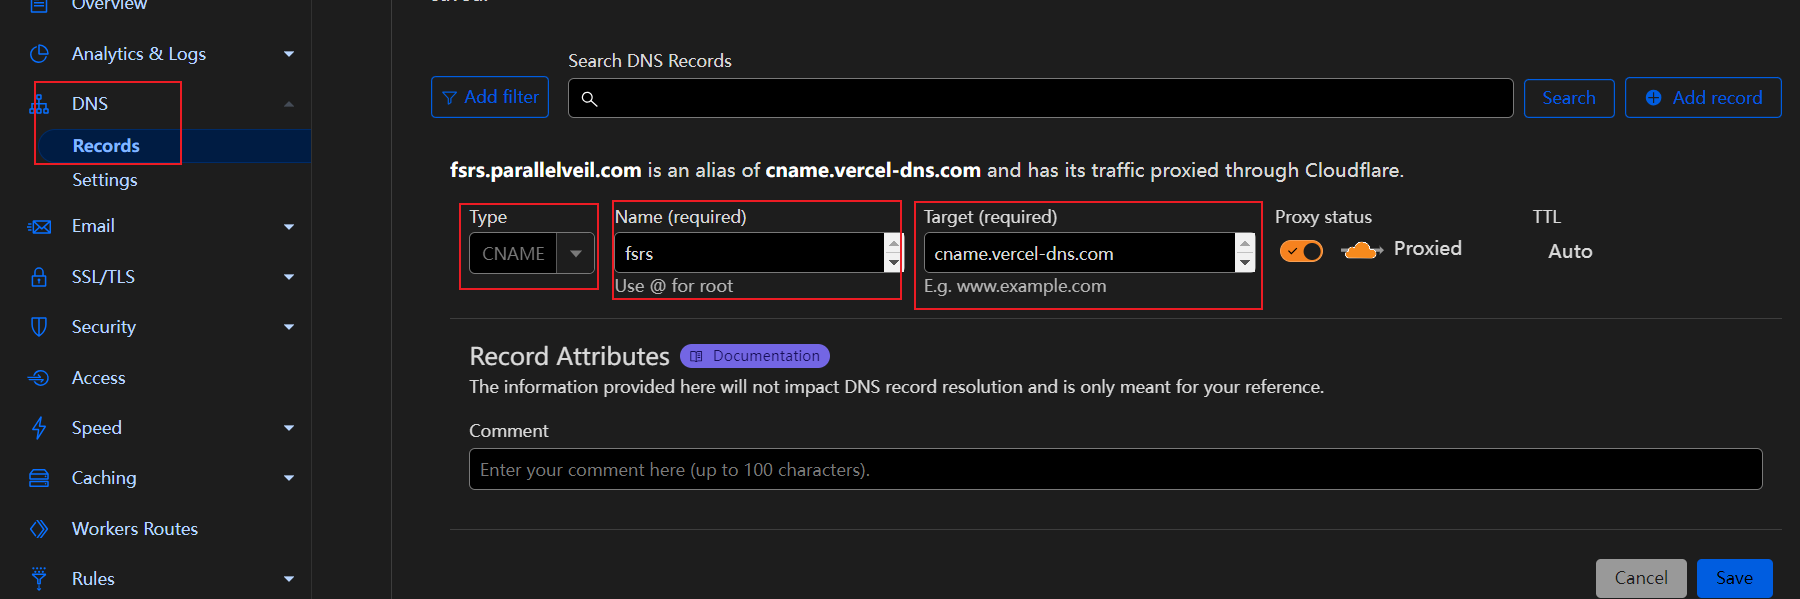 Overview
Analytics & Logs
DNS
Records
Settings
Email
SSL/TLS
Security
Access
Speed
Caching
Workers Routes
Rules
Search DNS Records
Add filter
Search
Add record
fsrs.parallelveil.com is an alias of cname.vercel-dns.com and has its traffic proxied through Cloudflare.
Type
Name (required)
Target (required)
Proxy status
TTL
CNAME
fsrs
cname.vercel-dns.com
Proxied
Auto
Use @ for root
E.g. www.example.com
Record Attributes
Documentation
The information provided here will not impact DNS record resolution and is only meant for your reference.
Comment
Enter your comment here (up to 100 characters).
Cancel
Save